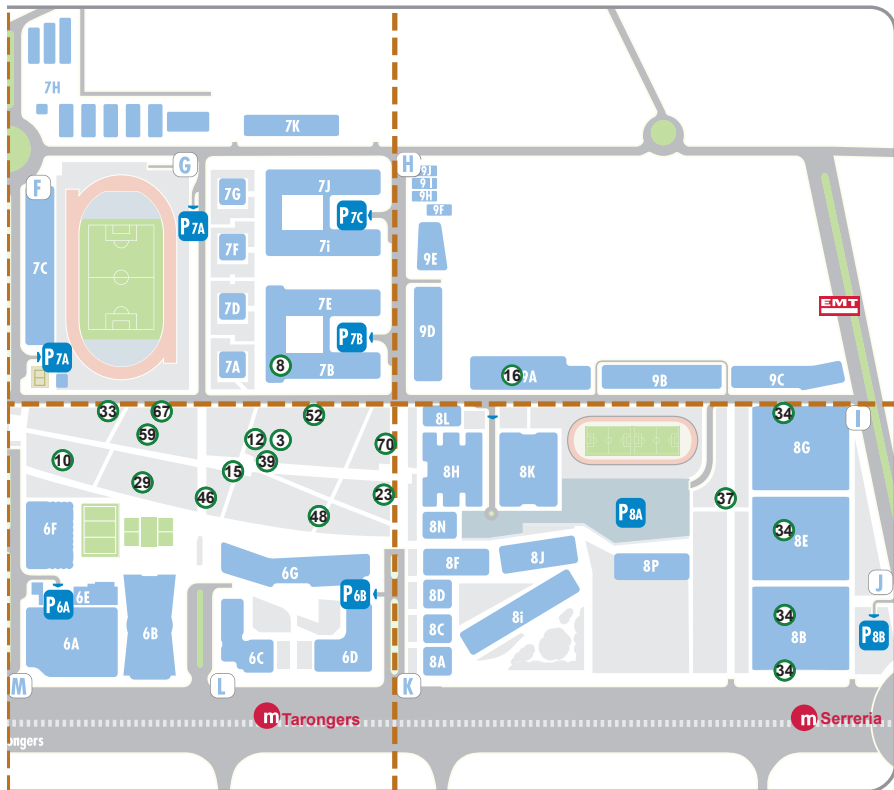 7H
7K
G
H
F
7G
7J
9J
9I
9H
9F
P7A
P7C
7F
7i
9E
7C
7D
7E
EMT
P7A
P7B
9D
7A
8
7B
16
9A
9B
9C
33
67
52
8L
34
I
59
12
3
70
8G
10
39
8H
8K
15
29
46
23
37
48
P8A
6F
8N
34
8E
6G
8F
8J
8P
P6A
6E
P6B
8D
J
8i
34
6A
6B
8C
8B
P8B
6C
6D
8A
34
M
L
K
m Tarongers
m Serreria
ongers